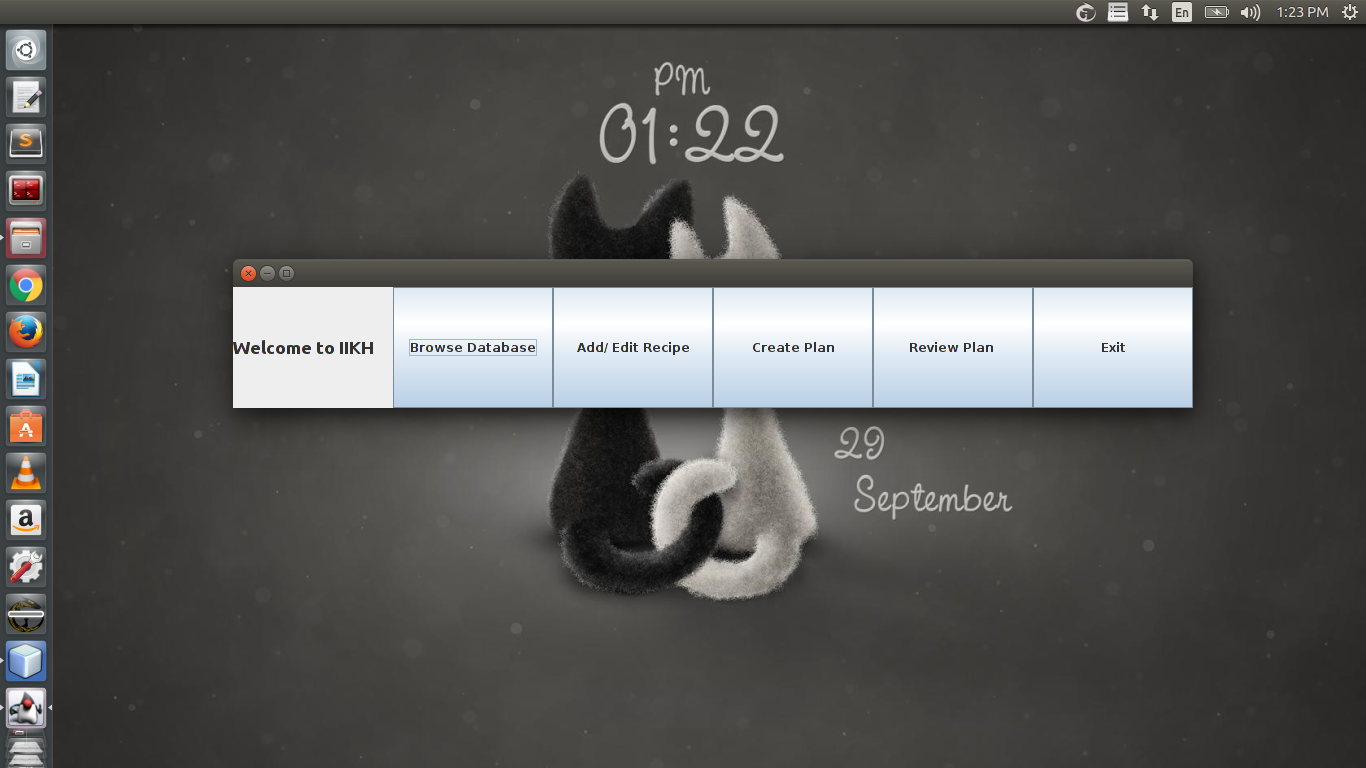 En 1:23 PM
PM
01:22
Welcome to IIKH
Browse Database
Add/ Edit Recipe
Create Plan
Review Plan
Exit
29
September